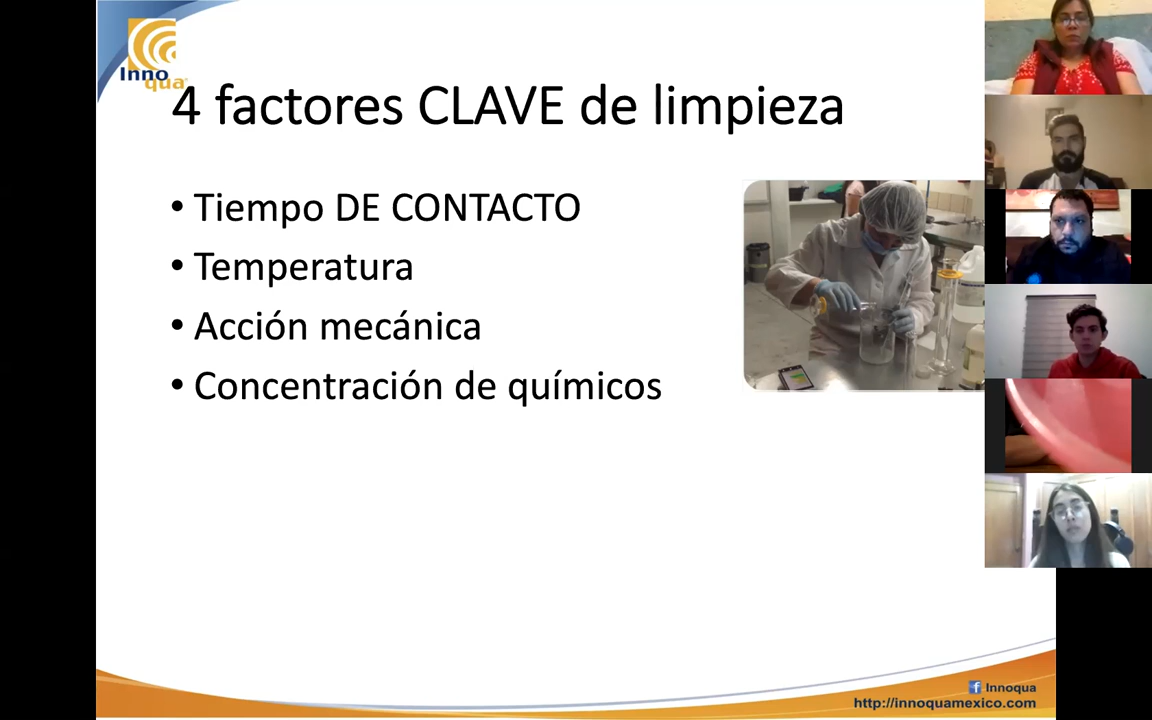 Inno
qua
4 factores CLAVE de limpieza
• Tiempo DE CONTACTO
• Temperatura
• Acción mecánica
• Concentración de químicos
Innoqua
http://innoquamexico.com